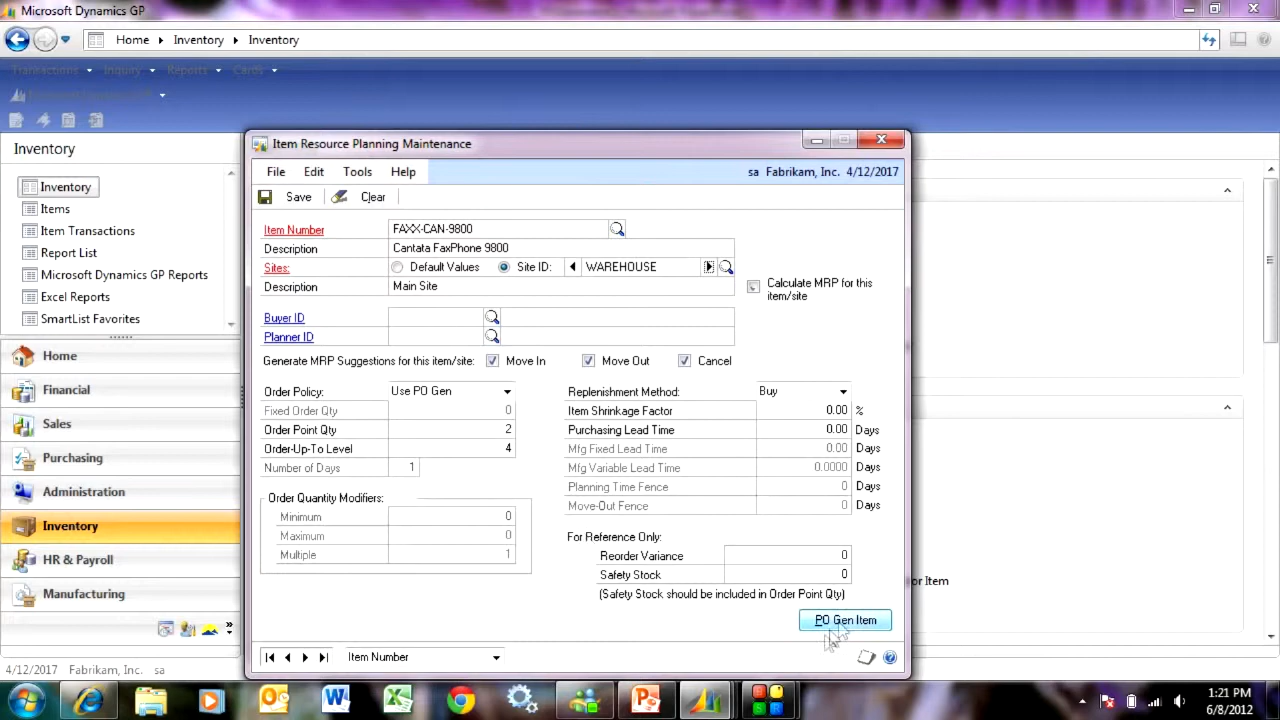 Microsoft Dynamics GP
Home Inventory Inventory
Transactions Inquiry Reports Cards
Inventory
Inventory
Items
Item Transactions
Report List
Microsoft Dynamics GP Reports
Excel Reports
SmartList Favorites
Home
Financial
Sales
Purchasing
Administration
Inventory
HR & Payroll
Manufacturing
4/12/2017 Fabrikam, Inc. sa
Item Resource Planning Maintenance
File Edit Tools Help sa Fabrikam, Inc. 4/12/2017
Save Clear
Item Number FAXX-CAN-9800
Description Cantata FaxPhone 9800
Sites: Default Values Site ID: WAREHOUSE
Description Main Site
Calculate MRP for this
item/site
Buyer ID
Planner ID
Generate MRP Suggestions for this item/site: Move In Move Out Cancel
Order Policy: Use PO Gen Replenishment Method: Buy
Fixed Order Qty 0 Item Shrinkage Factor 0.00 %
Order Point Qty 2 Purchasing Lead Time 0.00 Days
Order-Up-To Level 4 Mfg Fixed Lead Time 0.00 Days
Number of Days 1 Mfg Variable Lead Time 0.0000 Days
Planning Time Fence 0 Days
Order Quantity Modifiers: Move-Out Fence 0 Days
Minimum 0
Maximum 0
Multiple 1
For Reference Only:
Reorder Variance 0
Safety Stock 0
(Safety Stock should be included in Order Point Qty)
PO Gen Item
Item Number
or Item
1:21 PM
6/8/2012